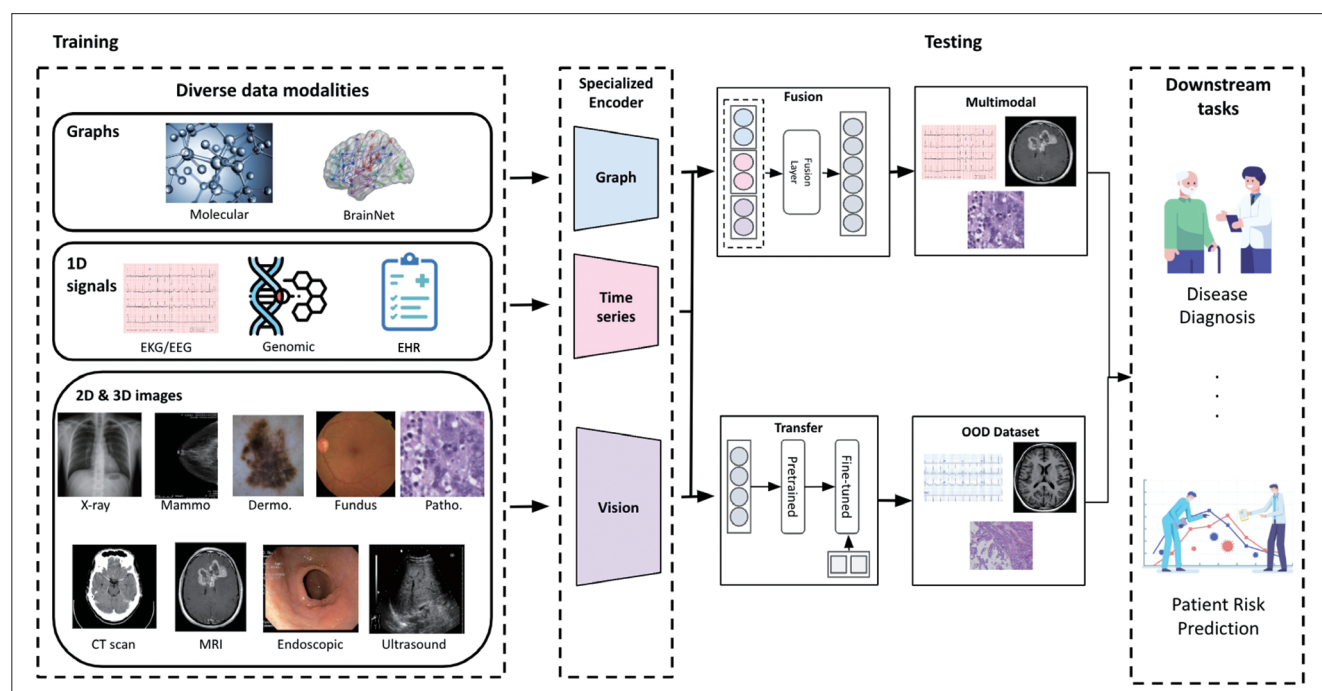 Training
Testing
Diverse data modalities
Graphs
Molecular
BrainNet
1D
signals
EKG/EEG
Genomic
EHR
2D & 3D images
X-ray
Mammo
Dermo.
Fundus
Patho.
CT scan
MRI
Endoscopic
Ultrasound
Specialized
Encoder
Graph
Time
series
Vision
Fusion
Fusion
Layer
Multimodal
Transfer
Pretrained
Fine-tuned
OOD Dataset
Downstream
tasks
Disease
Diagnosis
Patient Risk
Prediction